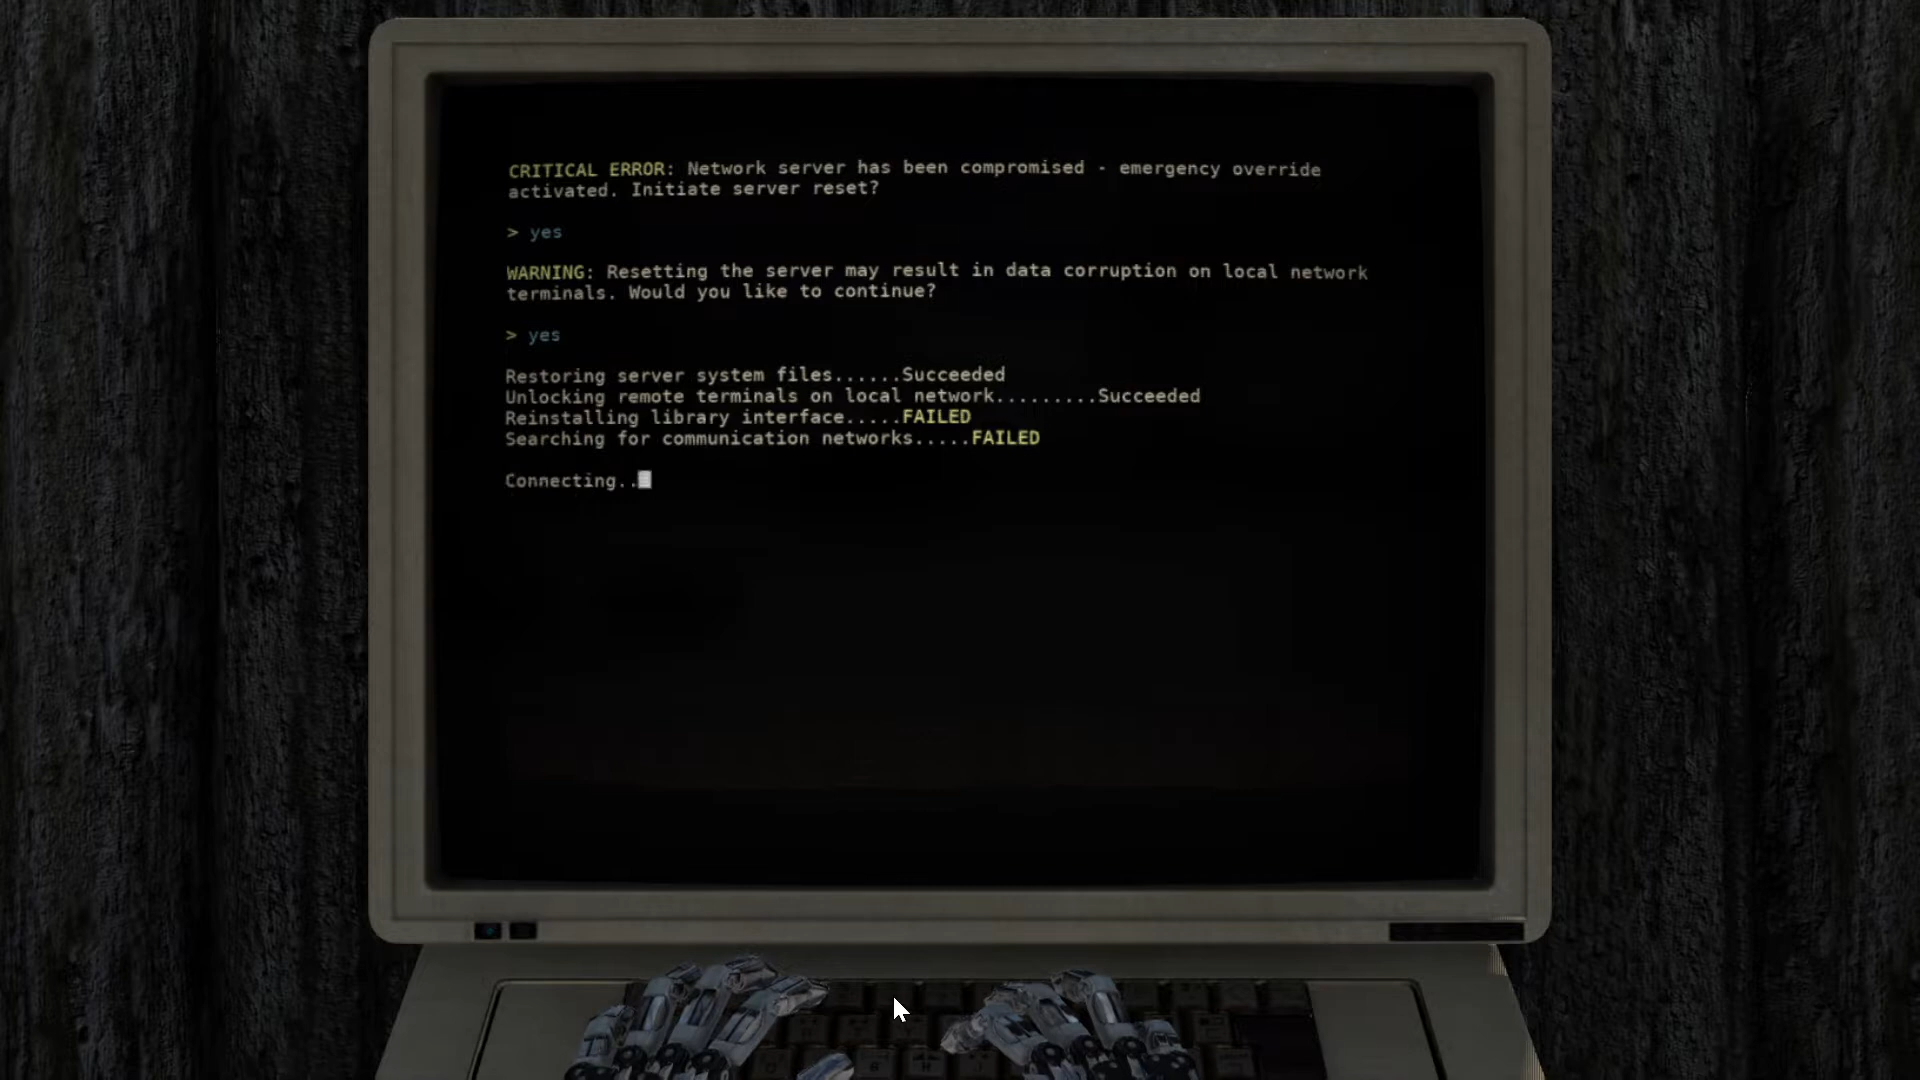 CRITICAL ERROR: Network server has been compromised - emergency override
activated. Initiate server reset?
> yes
WARNING: Resetting the server may result in data corruption on local network
terminals. Would you like to continue?
> yes
Restoring server system files......Succeeded
Unlocking remote terminals on local network.........Succeeded
Reinstalling library interface.....FAILED
Searching for communication networks.....FAILED
Connecting..